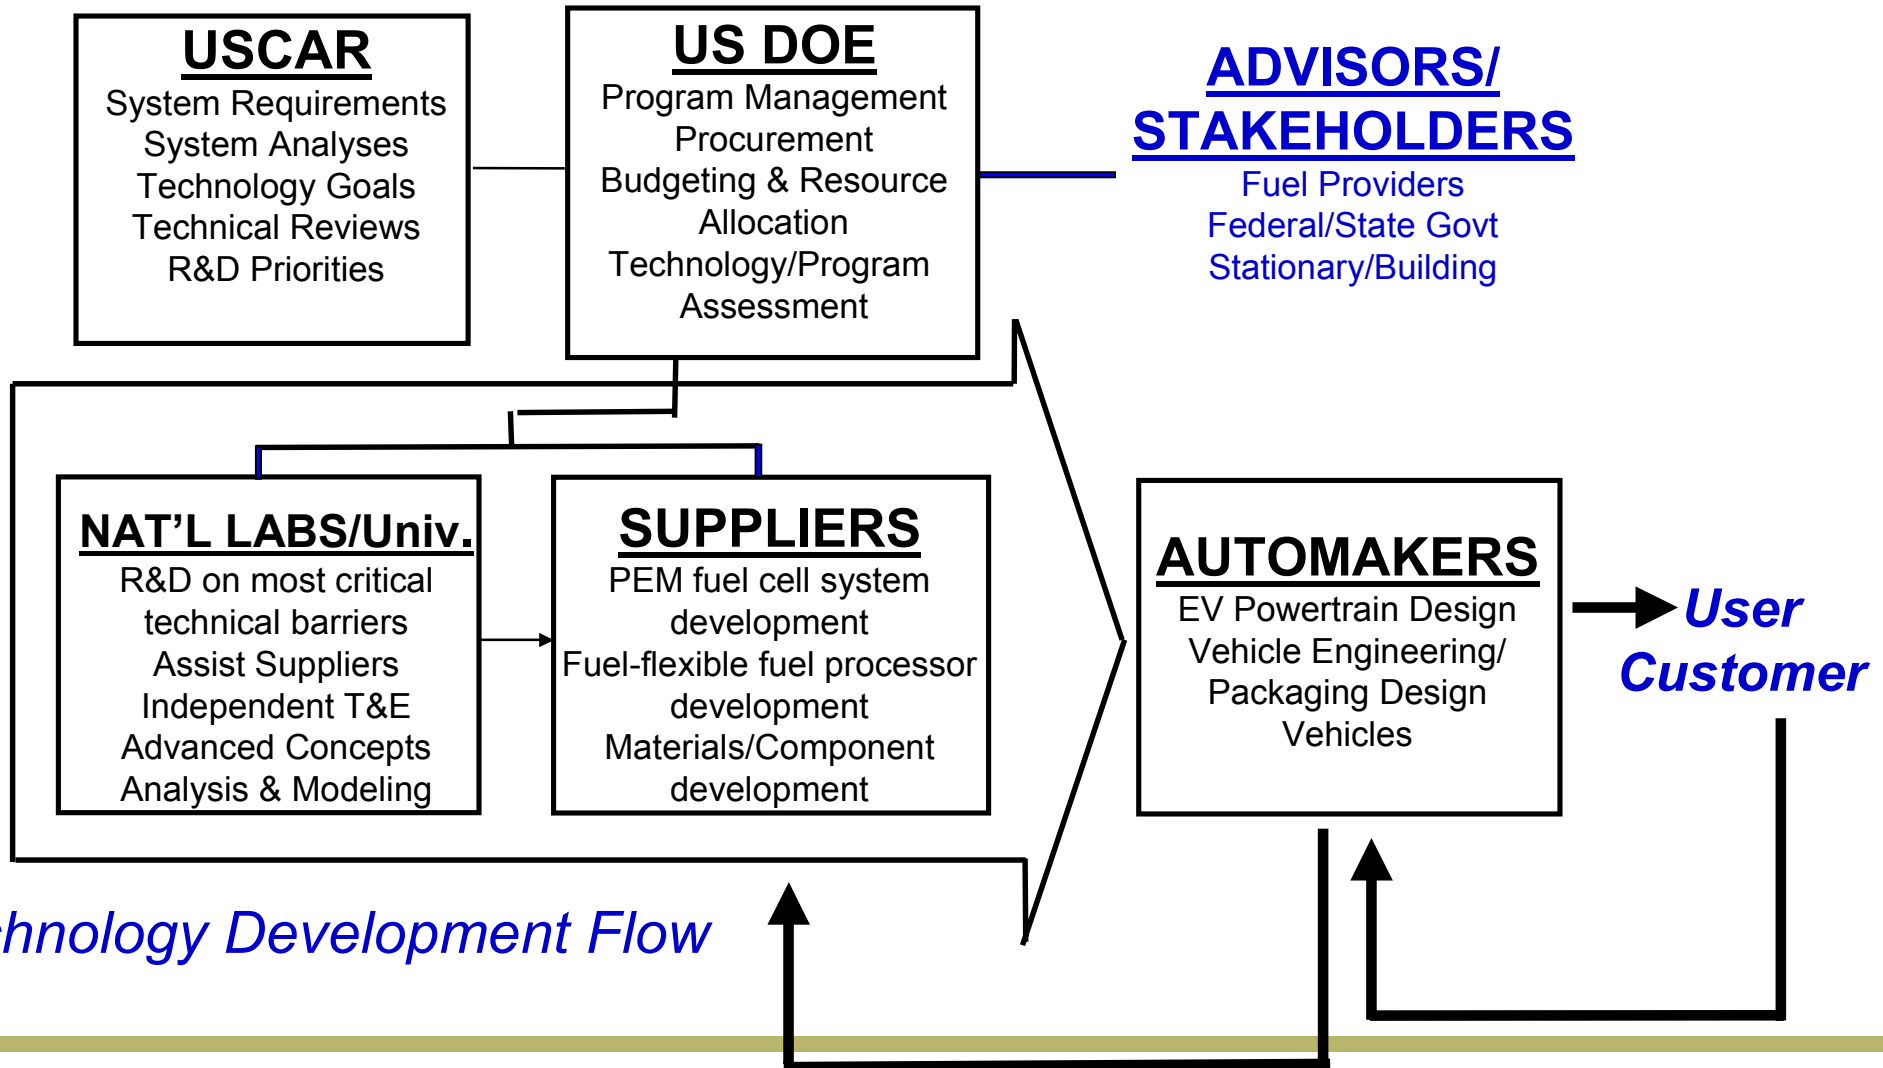 USCAR
System Requirements
System Analyses
Technology Goals
Technical Reviews
R&D Priorities
US DOE
Program Management
Procurement
Budgeting & Resource
Allocation
Technology/Program
Assessment
ADVISORS/
STAKEHOLDERS
Fuel Providers
Federal/State Govt
Stationary/Building
NAT’L LABS/Univ.
R&D on most critical
technical barriers
Assist Suppliers
Independent T&E
Advanced Concepts
Analysis & Modeling
SUPPLIERS
PEM fuel cell system
development
Fuel-flexible fuel processor
development
Materials/Component
development
AUTOMAKERS
EV Powertrain Design
Vehicle Engineering/
Packaging Design
Vehicles
User
Customer
chnology Development Flow